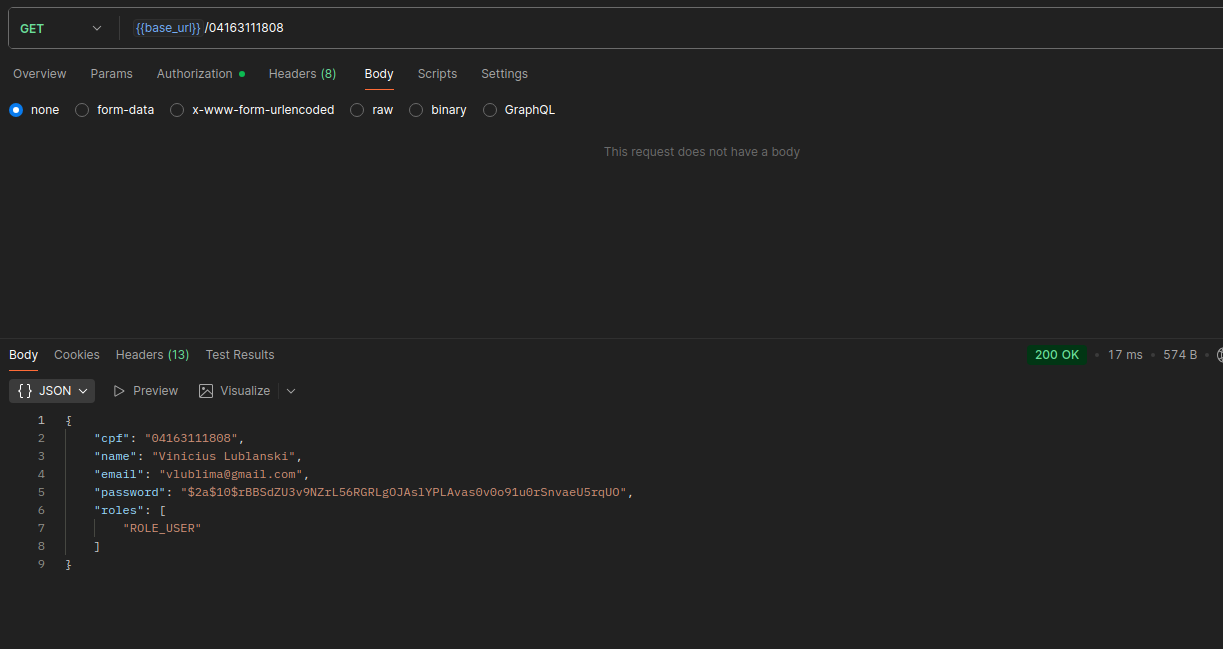 GET {{base_url}} /04163111808
Overview Params Authorization Headers (8) Body Scripts Settings
none form-data x-www-form-urlencoded raw binary GraphQL
This request does not have a body
Body Cookies Headers (13) Test Results 200 OK • 17 ms • 574 B •
{} JSON Preview Visualize
1 {
2 "cpf": "04163111808",
3 "name": "Vinicius Lublanski",
4 "email": "vlublima@gmail.com",
5 "password": "$2a$10$rBBSdZU3v9NZrL56RGRLgOJAslYPLAvas0v0o91u0rSnvaeU5rqUO",
6 "roles": [
7 "ROLE_USER"
8 ]
9 }